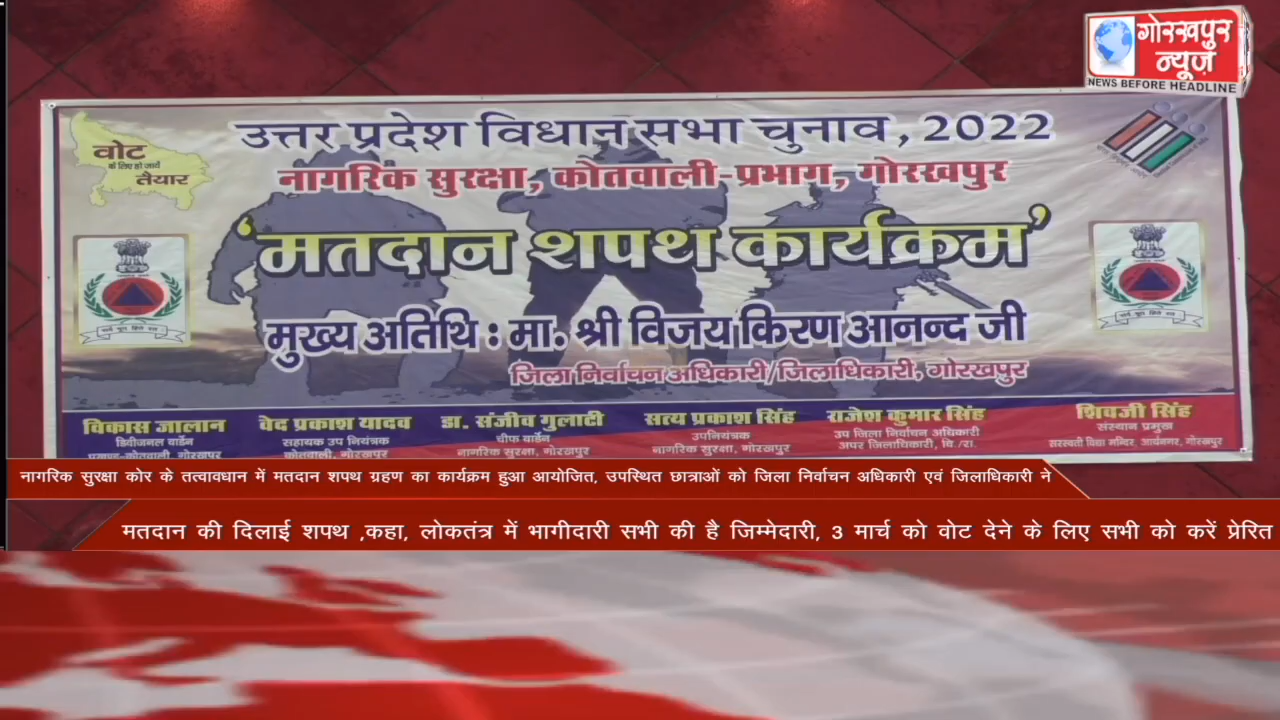 गोरखपुर
न्यूज़
NEWS BEFORE HEADLINE
उत्तर प्रदेश विधान सभा चुनाव, 2022
वोट
के लिए हो जायें
तैयार
नागरिक सुरक्षा, कोतवाली-प्रभाग, गोरखपुर
'मतदान शपथ कार्यक्रम'
मुख्य अतिथि : मा. श्री विजय किरण आनन्द जी
जिला निर्वाचन अधिकारी/जिलाधिकारी, गोरखपुर
विकास जालान
डिवीजनल वार्डेन
प्रखण्ड-कोतवाली, गोरखपुर
वेद प्रकाश यादव
सहायक उप नियंत्रक
कोतवाली, गोरखपुर
डा. संजीव गुलाटी
चीफ वार्डेन
नागरिक सुरक्षा, गोरखपुर
सत्य प्रकाश सिंह
उपनियंत्रक
नागरिक सुरक्षा, गोरखपुर
राजेश कुमार सिंह
उप जिला निर्वाचन अधिकारी
अपर जिलाधिकारी, वि./रा.
शिवजी सिंह
संस्थान प्रमुख
सरस्वती विद्या मन्दिर, आर्यनगर, गोरखपुर
नागरिक सुरक्षा कोर के तत्वावधान में मतदान शपथ ग्रहण का कार्यक्रम हुआ आयोजित, उपस्थित छात्राओं को जिला निर्वाचन अधिकारी एवं जिलाधिकारी ने
मतदान की दिलाई शपथ ,कहा, लोकतंत्र में भागीदारी सभी की है जिम्मेदारी, 3 मार्च को वोट देने के लिए सभी को करें प्रेरित